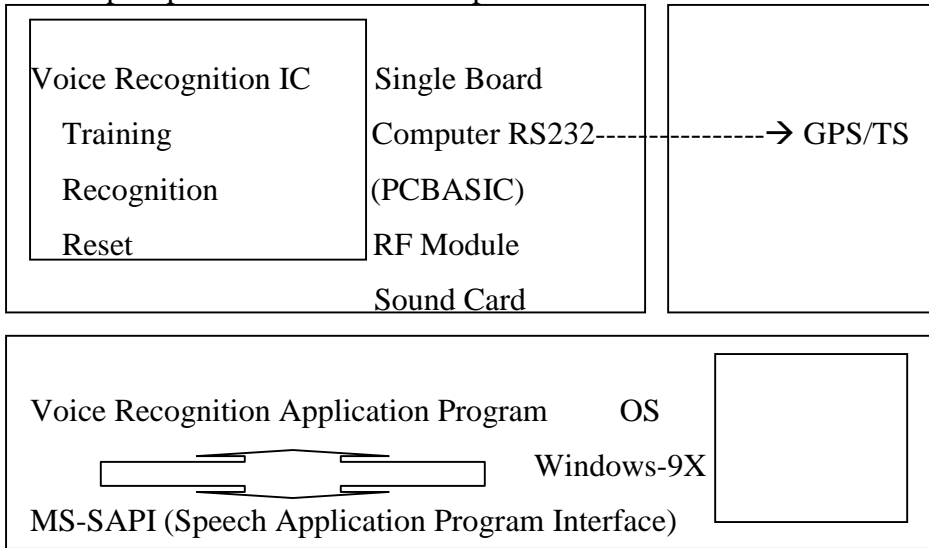 Voice Recognition IC Single Board
Training Computer RS232---------------→ GPS/TS
Recognition (PCBASIC)
Reset RF Module
Sound Card
Voice Recognition Application Program OS
Windows-9X
MS-SAPI (Speech Application Program Interface)